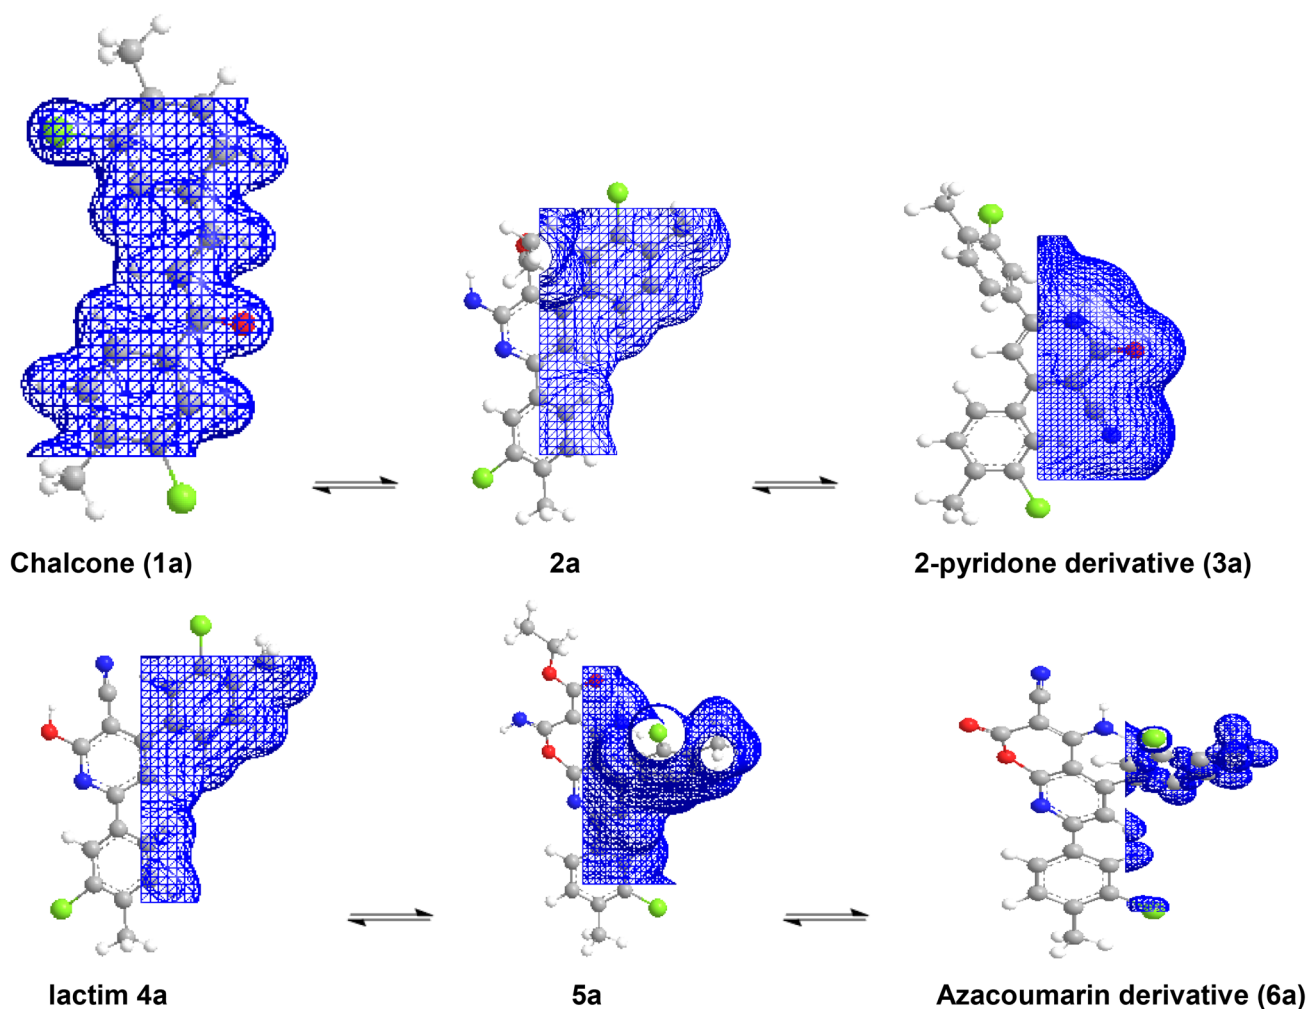 Chalcone (1a)
2a
2-pyridone derivative (3a)
lactim 4a
5a
Azacoumarin derivative (6a)